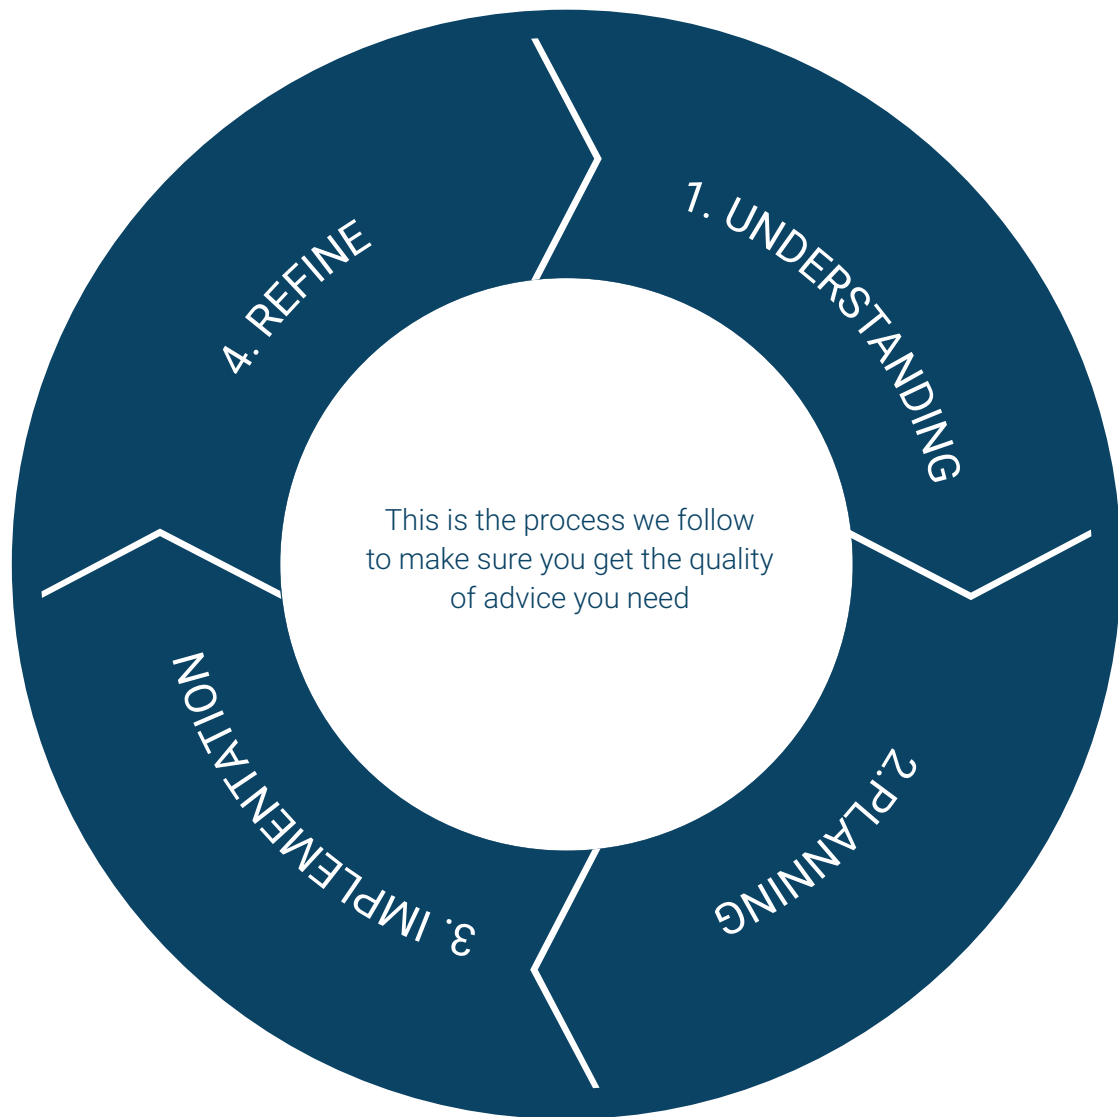 1. UNDERSTANDING
2.PLANNING
3. IMPLEMENTATION
4. REFINE
This is the process we follow
to make sure you get the quality
of advice you need